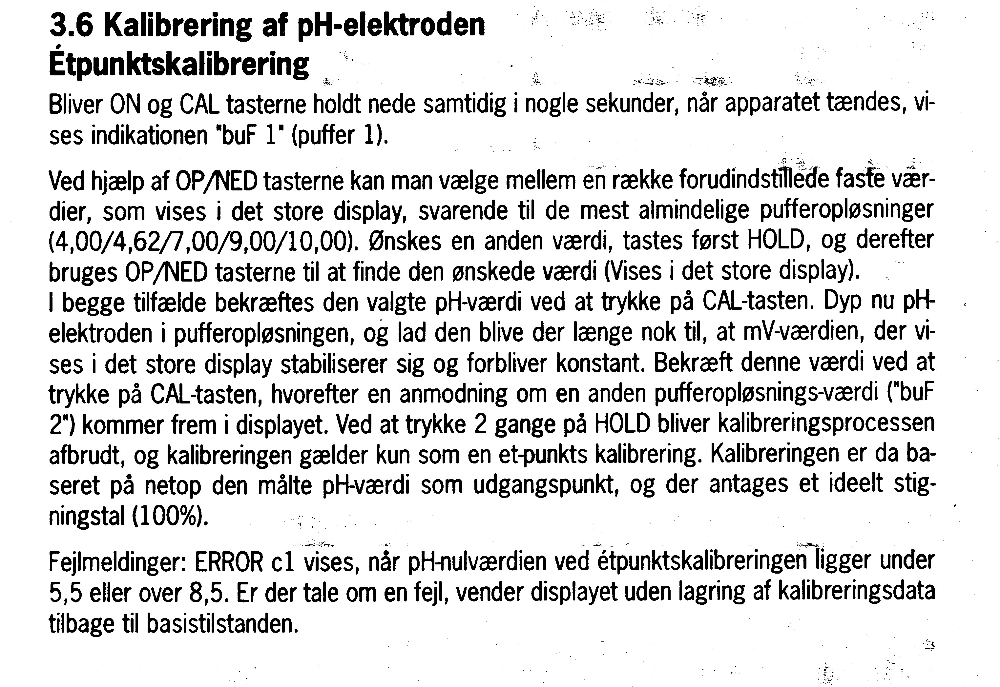 3.6 Kalibrering af pH-elektroden
Étpunktskalibrering
Bliver ON og CAL tasterne holdt nede samtidig i nogle sekunder, når apparatet tændes, vi-
ses indikationen "buF 1" (puffer 1).
Ved hjælp af OP/NED tasterne kan man vælge mellem en række forudindstillede faste vær-
dier, som vises i det store display, svarende til de mest almindelige pufferopløsninger
(4,00/4,62/7,00/9,00/10,00). Ønskes en anden værdi, tastes først HOLD, og derefter
bruges OP/NED tasterne til at finde den ønskede værdi (Vises i det store display).
I begge tilfælde bekræftes den valgte pH-værdi ved at trykke på CAL-tasten. Dyp nu pH-
elektroden i pufferopløsningen, og lad den blive der længe nok til, at mV-værdien, der vi-
ses i det store display stabiliserer sig og forbliver konstant. Bekræft denne værdi ved at
trykke på CAL-tasten, hvorefter en anmodning om en anden pufferopløsnings-værdi ("buF
2") kommer frem i displayet. Ved at trykke 2 gange på HOLD bliver kalibreringsprocessen
afbrudt, og kalibreringen gælder kun som en et-punkts kalibrering. Kalibreringen er da ba-
seret på netop den målte pH-værdi som udgangspunkt, og der antages et ideelt stig-
ningstal (100%).
Fejlmeldinger: ERROR c1 vises, når pH-nulværdien ved étpunktskalibreringen ligger under
5,5 eller over 8,5. Er der tale om en fejl, vender displayet uden lagring af kalibreringsdata
tilbage til basistilstanden.